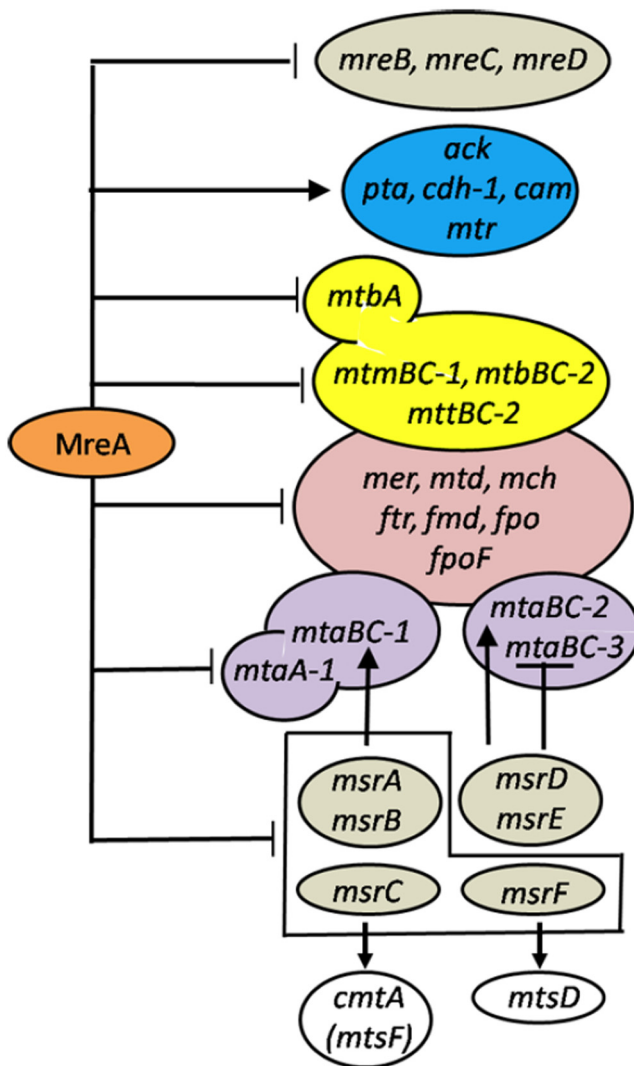 mreB, mreC, mreD
ack
pta, cdh-1, cam
mtr
mtbA
mtmBC-1, mtbBC-2
mttBC-2
MreA
mer, mtd, mch
ftr, fmd, fpo
fpoF
mtaBC-1
mtaA-1
mtaBC-2
mtaBC-3
msrA
msrB
msrD
msrE
msrC
msrF
cmtA
(mtsF)
mtsD